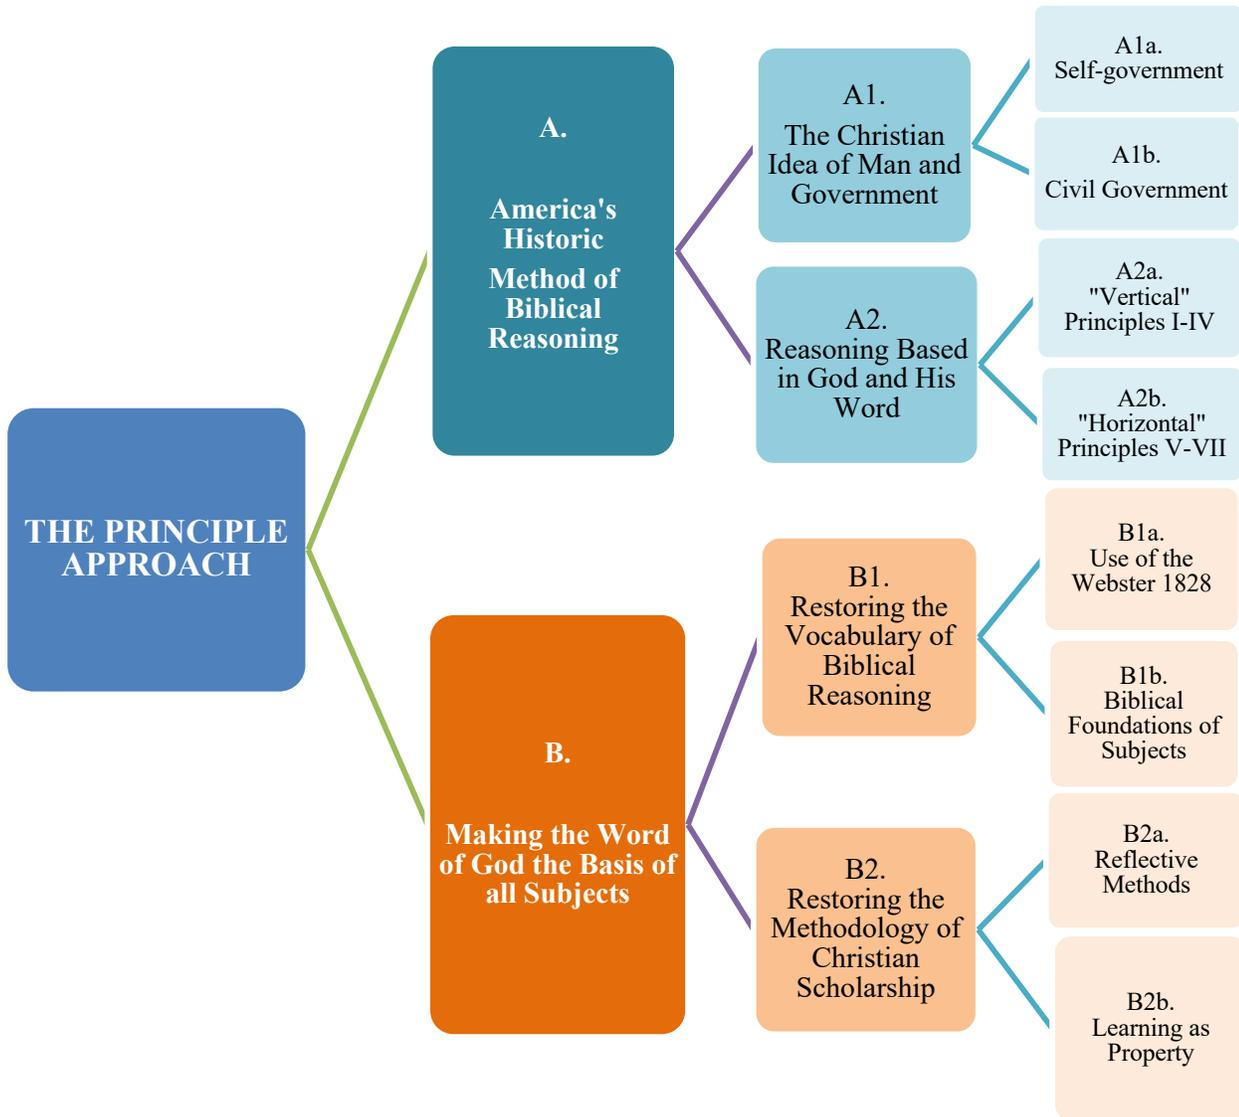 THE PRINCIPLE
APPROACH
A.
America's
Historic
Method of
Biblical
Reasoning
A1.
The Christian
Idea of Man and
Government
A1a.
Self-government
A1b.
Civil Government
A2.
Reasoning Based
in God and His
Word
A2a.
"Vertical"
Principles I-IV
A2b.
"Horizontal"
Principles V-VII
B.
Making the Word
of God the Basis of
all Subjects
B1.
Restoring the
Vocabulary of
Biblical
Reasoning
B1a.
Use of the
Webster 1828
B1b.
Biblical
Foundations of
Subjects
B2.
Restoring the
Methodology of
Christian
Scholarship
B2a.
Reflective
Methods
B2b.
Learning as
Property